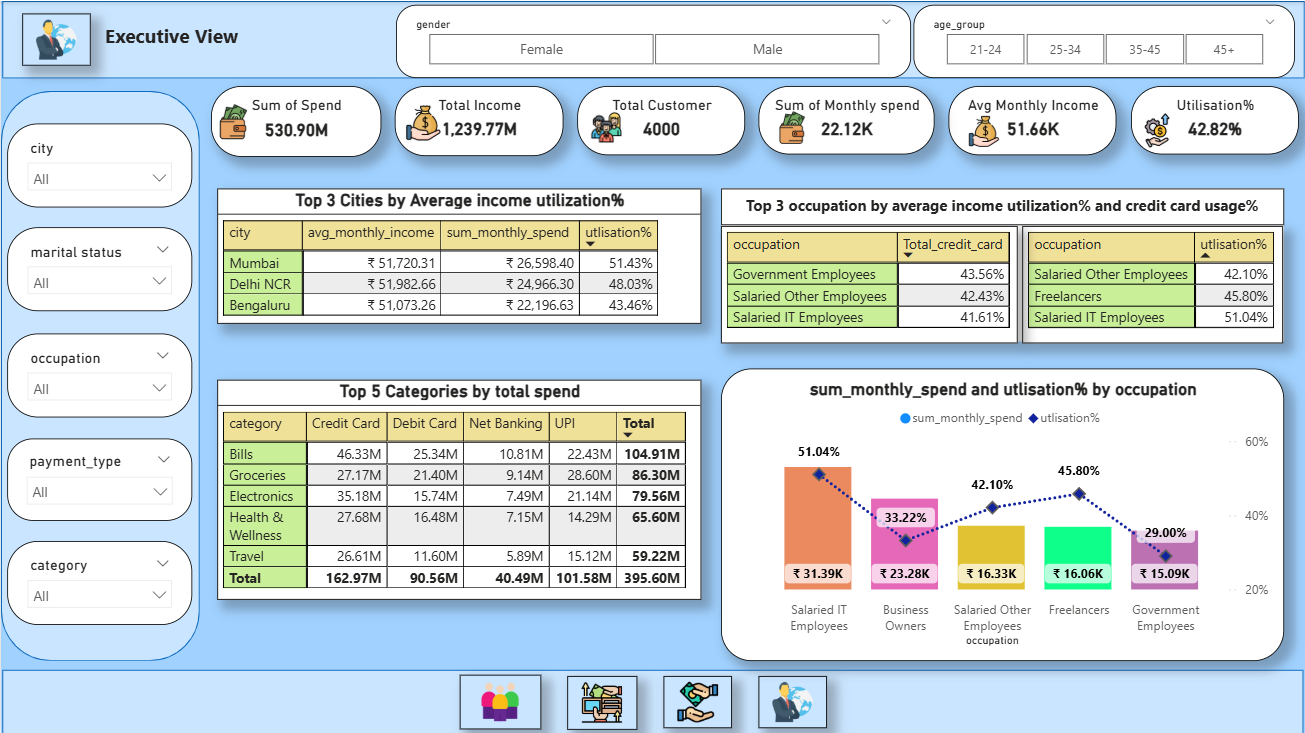 Executive View
gender
Female Male
age_group
21-24 25-34 35-45 45+
Sum of Spend
530.90M
Total Income
1,239.77M
Total Customer
4000
Sum of Monthly spend
22.12K
Avg Monthly Income
51.66K
Utilisation%
42.82%
city
All
marital status
All
occupation
All
payment_type
All
category
All
Top 3 Cities by Average income utilization%
city avg_monthly_income sum_monthly_spend utlisation%
Mumbai ₹ 51,720.31 ₹ 26,598.40 51.43%
Delhi NCR ₹ 51,982.66 ₹ 24,966.30 48.03%
Bengaluru ₹ 51,073.26 ₹ 22,196.63 43.46%
Top 3 occupation by average income utilization% and credit card usage%
occupation Total_credit_card
Government Employees 43.56%
Salaried Other Employees 42.43%
Salaried IT Employees 41.61%
occupation utlisation%
Salaried Other Employees 42.10%
Freelancers 45.80%
Salaried IT Employees 51.04%
Top 5 Categories by total spend
category Credit Card Debit Card Net Banking UPI Total
Bills 46.33M 25.34M 10.81M 22.43M 104.91M
Groceries 27.17M 21.40M 9.14M 28.60M 86.30M
Electronics 35.18M 15.74M 7.49M 21.14M 79.56M
Health & 27.68M 16.48M 7.15M 14.29M 65.60M
Wellness
Travel 26.61M 11.60M 5.89M 15.12M 59.22M
Total 162.97M 90.56M 40.49M 101.58M 395.60M
sum_monthly_spend and utlisation% by occupation
sum_monthly_spend utlisation%
60%
40%
20%
51.04%
33.22%
42.10%
45.80%
29.00%
₹ 31.39K ₹ 23.28K ₹ 16.33K ₹ 16.06K ₹ 15.09K
Salaried IT Business Salaried Other Freelancers Government
Employees Owners Employees Employees
occupation